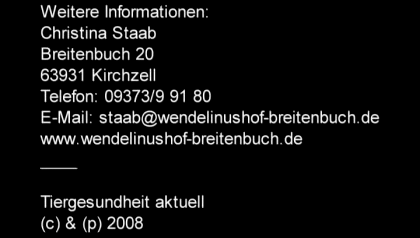 Weitere Informationen:
Christina Staab
Breitenbuch 20
63931 Kirchzell
Telefon: 09373/9 91 80
E-Mail: staab@wendelinushof-breitenbuch.de
www.wendelinushof-breitenbuch.de
____
Tiergesundheit aktuell
(c) & (p) 2008